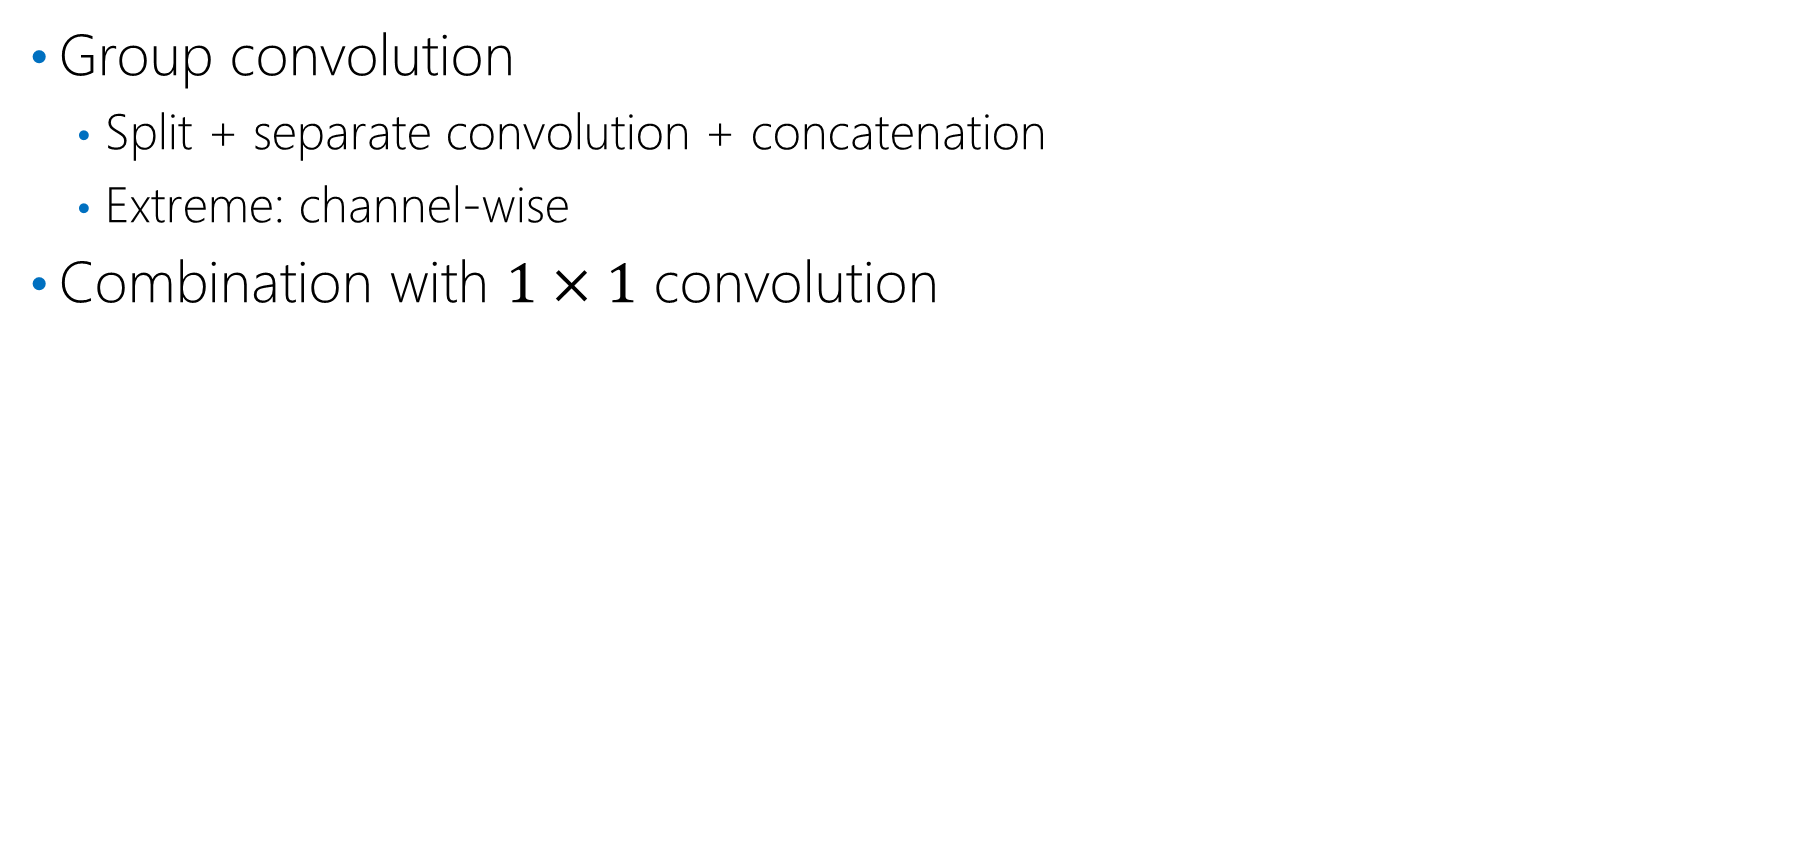 • Group convolution
• Split + separate convolution + concatenation
• Extreme: channel-wise
• Combination with 1 × 1 convolution